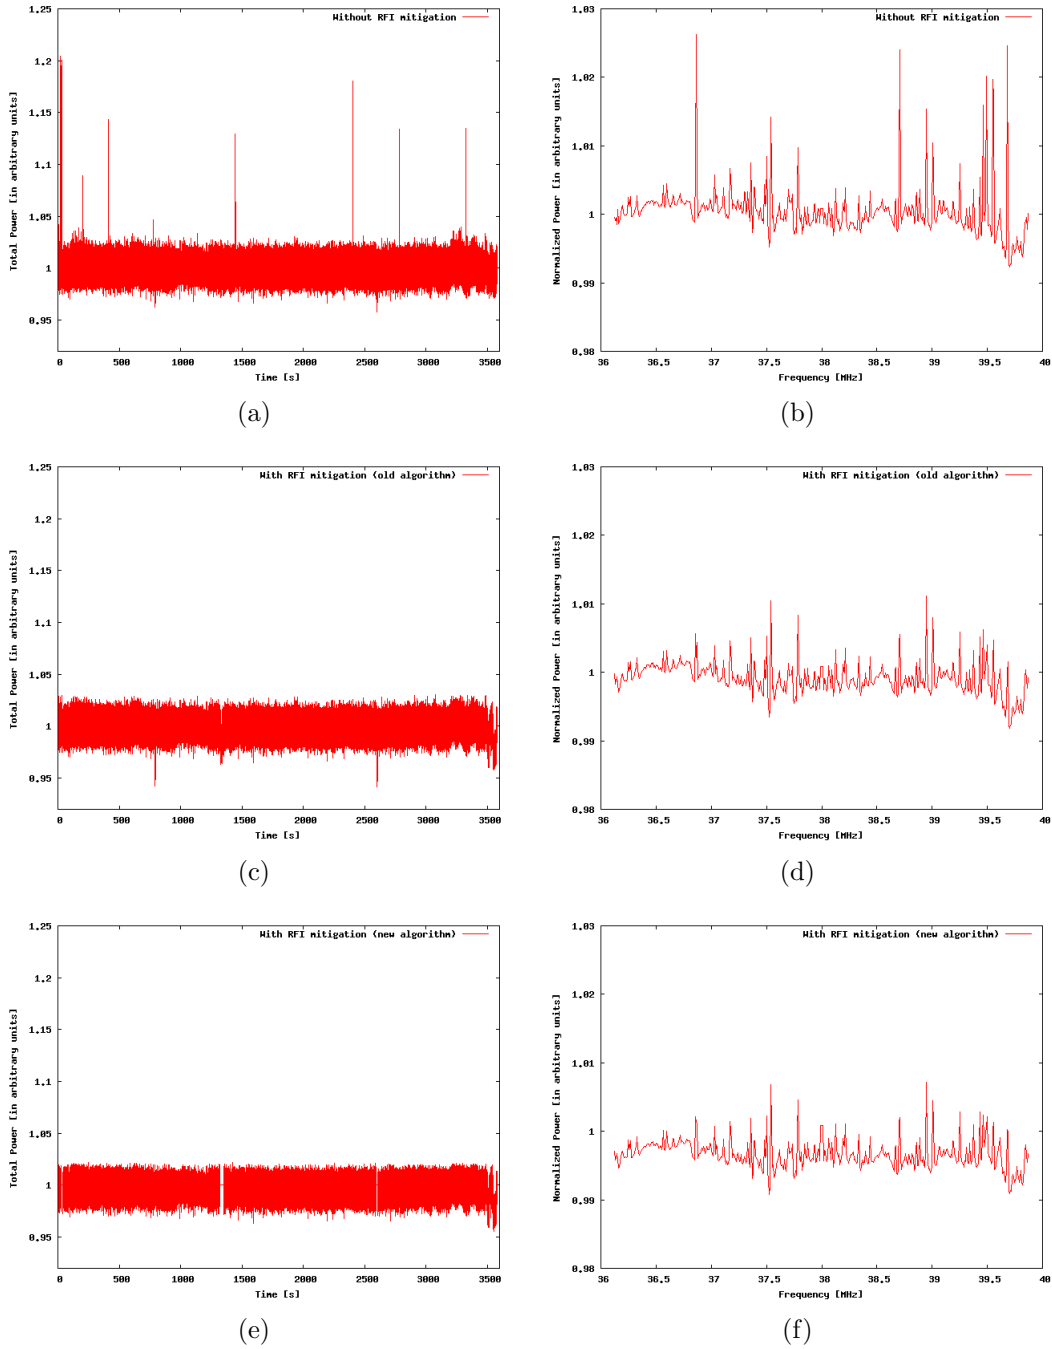 Without RFI mitigation
1.25
1.2
1.15
1.1
1.05
1
0.95
Total Power [in arbitrary units]
0 500 1000 1500 2000 2500 3000 3500
Time [s]
(a)
Without RFI mitigation
1.03
1.02
1.01
1
0.99
0.98
Normalized Power [in arbitrary units]
36 36.5 37 37.5 38 38.5 39 39.5 40
Frequency [MHz]
(b)
With RFI mitigation (old algorithm)
1.25
1.2
1.15
1.1
1.05
1
0.95
Total Power [in arbitrary units]
0 500 1000 1500 2000 2500 3000 3500
Time [s]
(c)
With RFI mitigation (old algorithm)
1.03
1.02
1.01
1
0.99
0.98
Normalized Power [in arbitrary units]
36 36.5 37 37.5 38 38.5 39 39.5 40
Frequency [MHz]
(d)
With RFI mitigation (new algorithm)
1.25
1.2
1.15
1.1
1.05
1
0.95
Total Power [in arbitrary units]
0 500 1000 1500 2000 2500 3000 3500
Time [s]
(e)
With RFI mitigation (new algorithm)
1.03
1.02
1.01
1
0.99
0.98
Normalized Power [in arbitrary units]
36 36.5 37 37.5 38 38.5 39 39.5 40
Frequency [MHz]
(f)